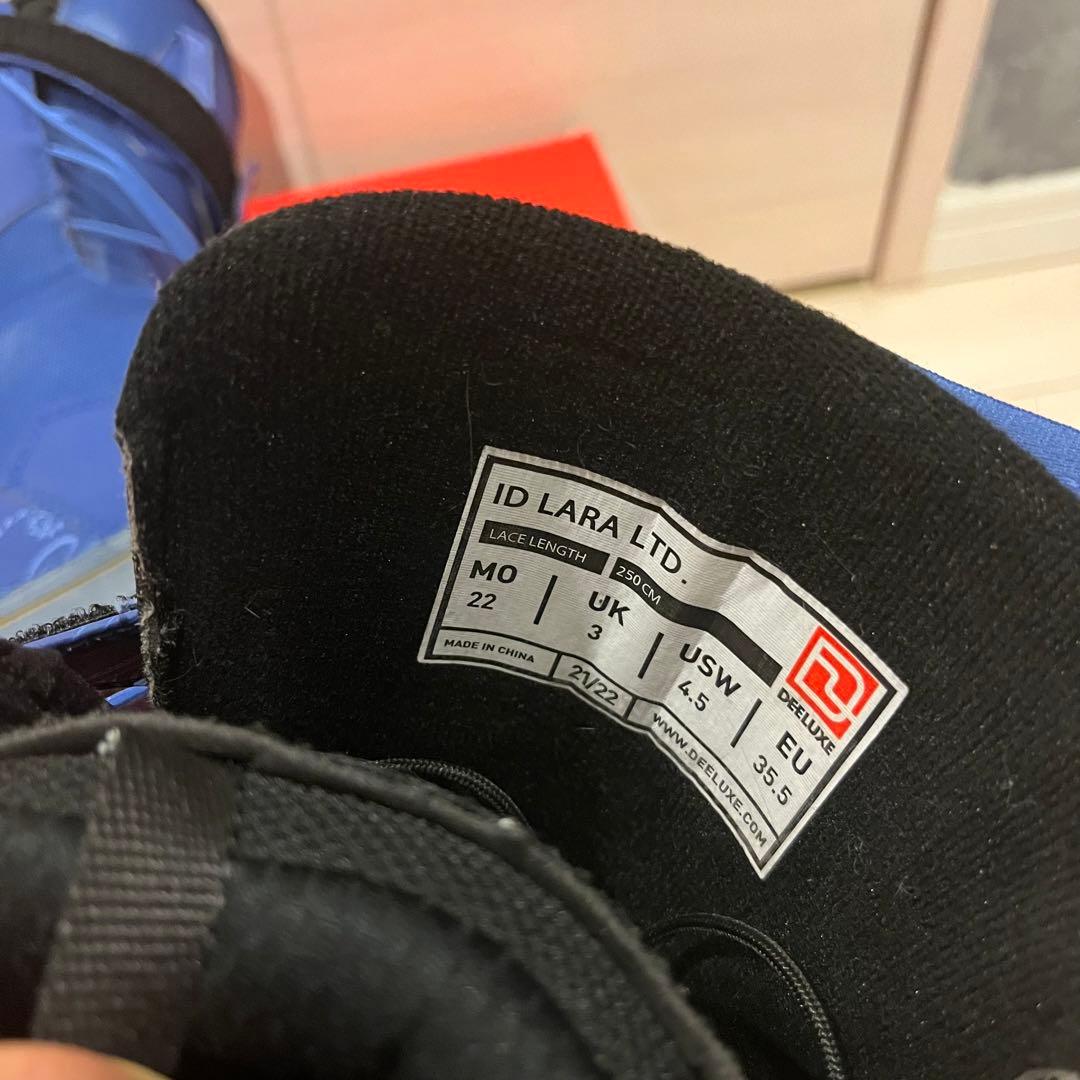 ID LARA LTD.
LACE LENGTH 250 CM
MO UK USW EU
22 3 4.5 35.5
MADE IN CHINA 21/22 WWW.DEELUXE.COM
DEELUXE